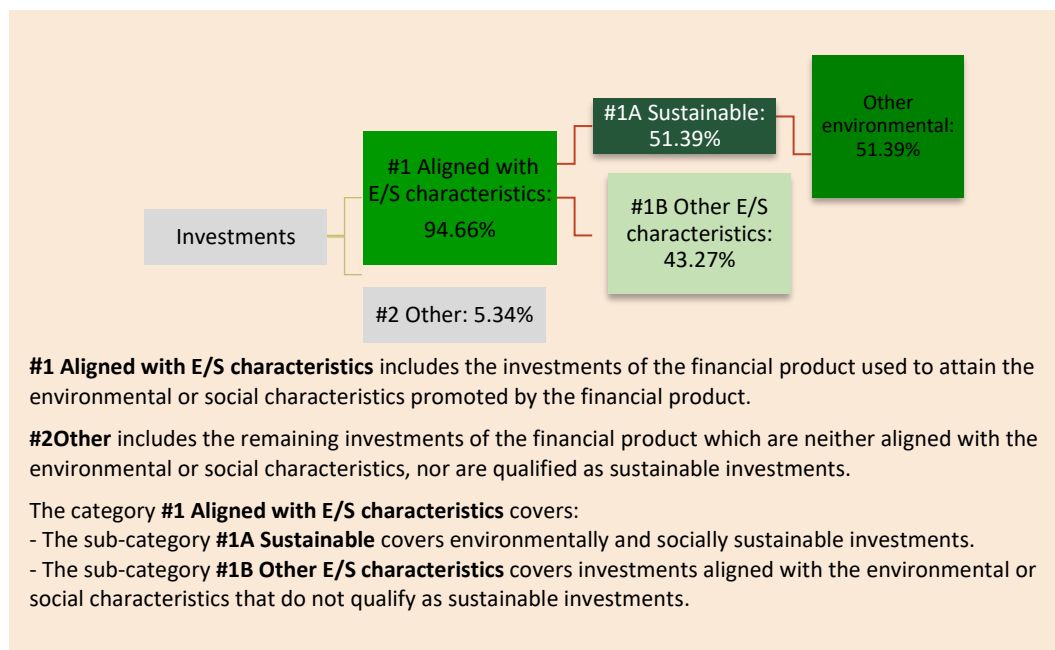 Investments
#1 Aligned with
E/S characteristics:
94.66%
#2 Other: 5.34%
#1A Sustainable:
51.39%
#1B Other E/S
characteristics:
43.27%
Other
environmental:
51.39%
#1 Aligned with E/S characteristics includes the investments of the financial product used to attain the
environmental or social characteristics promoted by the financial product.
#2Other includes the remaining investments of the financial product which are neither aligned with the
environmental or social characteristics, nor are qualified as sustainable investments.
The category #1 Aligned with E/S characteristics covers:
- The sub-category #1A Sustainable covers environmentally and socially sustainable investments.
- The sub-category #1B Other E/S characteristics covers investments aligned with the environmental or
social characteristics that do not qualify as sustainable investments.